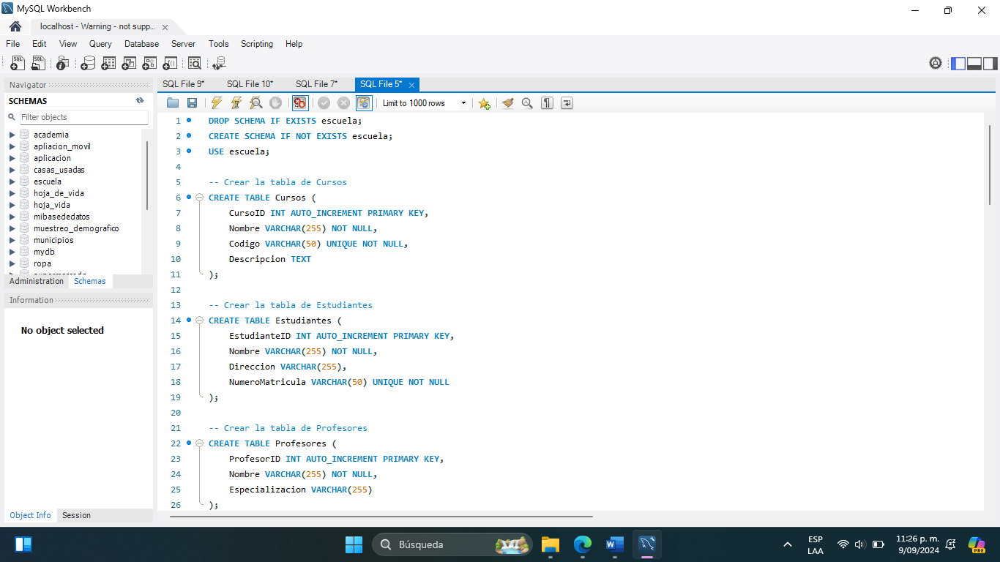 MySQL Workbench
localhost - Warning - not supp...
File Edit View Query Database Server Tools Scripting Help
Navigator
SCHEMAS
Filter objects
academia
apliacion_movil
aplicacion
casas_usadas
escuela
hoja_de_vida
hoja_vida
mibasededatos
muestreo_demografico
municipios
mydb
ropa
Administration Schemas
Information
No object selected
Object Info Session
SQL File 9* SQL File 10* SQL File 7* SQL File 5*
Limit to 1000 rows
1 DROP SCHEMA IF EXISTS escuela;
2 CREATE SCHEMA IF NOT EXISTS escuela;
3 USE escuela;
4
5 -- Crear la tabla de Cursos
6 CREATE TABLE Cursos (
7 CursoID INT AUTO_INCREMENT PRIMARY KEY,
8 Nombre VARCHAR(255) NOT NULL,
9 Codigo VARCHAR(50) UNIQUE NOT NULL,
10 Descripcion TEXT
11 );
12
13 -- Crear la tabla de Estudiantes
14 CREATE TABLE Estudiantes (
15 EstudianteID INT AUTO_INCREMENT PRIMARY KEY,
16 Nombre VARCHAR(255) NOT NULL,
17 Direccion VARCHAR(255),
18 NumeroMatricula VARCHAR(50) UNIQUE NOT NULL
19 );
20
21 -- Crear la tabla de Profesores
22 CREATE TABLE Profesores (
23 ProfesorID INT AUTO_INCREMENT PRIMARY KEY,
24 Nombre VARCHAR(255) NOT NULL,
25 Especializacion VARCHAR(255)
26 );
Búsqueda
ESP
LAA
11:26 p. m.
9/09/2024
PRE